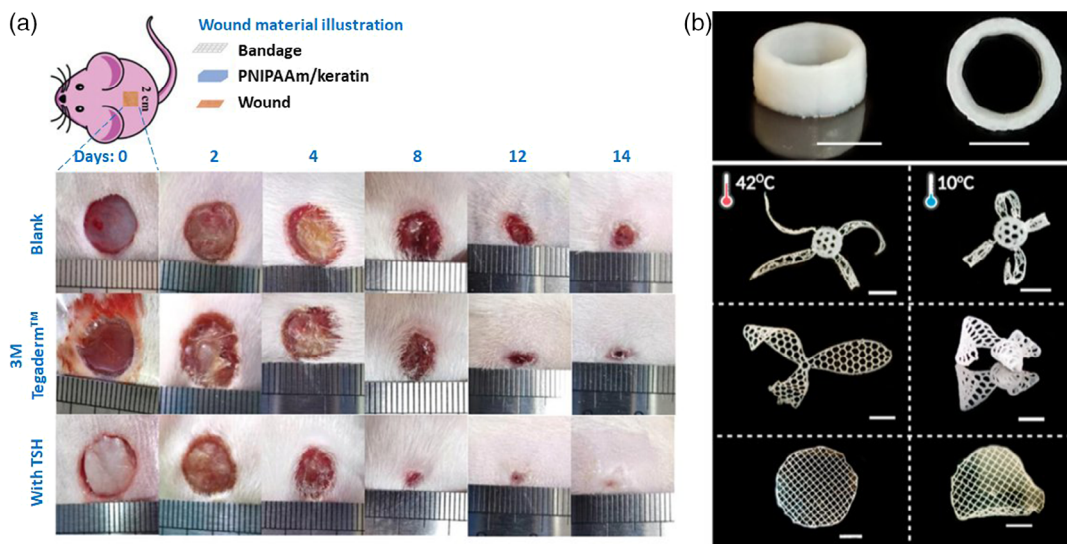 (a)
Wound material illustration
Bandage
PNIPAAm/keratin
Wound
2 cm
Days: 0 2 4 8 12 14
Blank
3M
Tegaderm™
With TSH
(b)
42°C
10°C